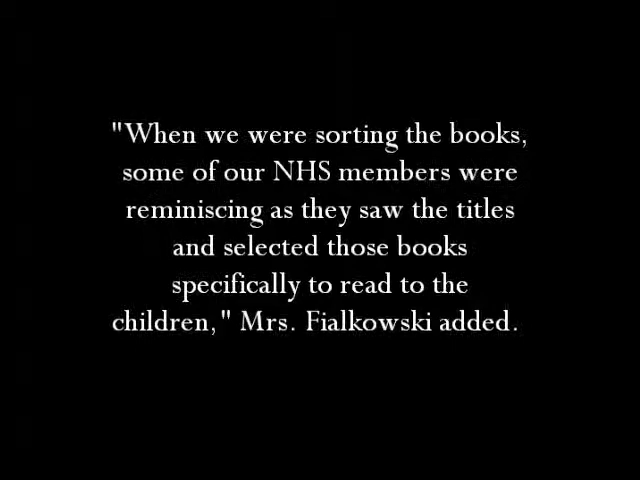 "When we were sorting the books,
some of our NHS members were
reminiscing as they saw the titles
and selected those books
specifically to read to the
children," Mrs. Fialkowski added.